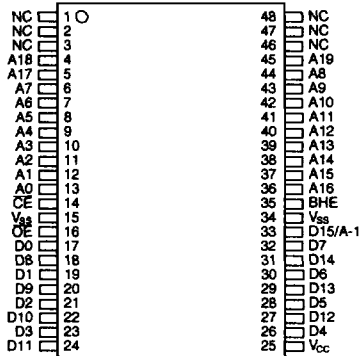 NC 1 48 NC
NC 2 47 NC
NC 3 46 NC
A18 4 45 A19
A17 5 44 A8
A7 6 43 A9
A6 7 42 A10
A5 8 41 A11
A4 9 40 A12
A3 10 39 A13
A2 11 38 A14
A1 12 37 A15
A0 13 36 A16
CE 14 35 BHE
Vss 15 34 Vss
OE 16 33 D15/A-1
D0 17 32 D7
D8 18 31 D14
D1 19 30 D6
D9 20 29 D13
D2 21 28 D5
D10 22 27 D12
D3 23 26 D4
D11 24 25 Vcc